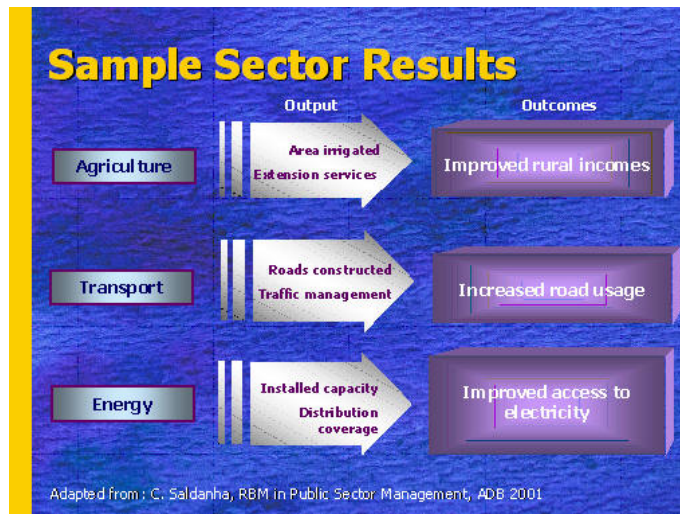 Sample Sector Results
Output
Outcomes
Agriculture
Area irrigated
Extension services
Improved rural incomes
Transport
Roads constructed
Traffic management
Increased road usage
Energy
Installed capacity
Distribution
coverage
Improved access to
electricity
Adapted from: C. Saldanha, RBM in Public Sector Management, ADB 2001